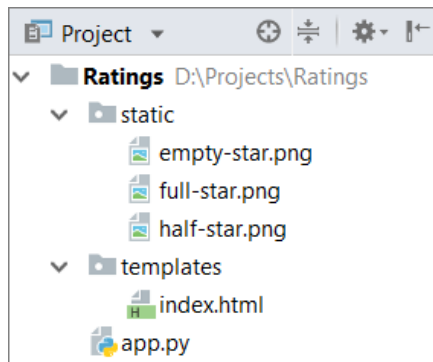 Project
Ratings D:\Projects\Ratings
static
empty-star.png
full-star.png
half-star.png
templates
index.html
app.py